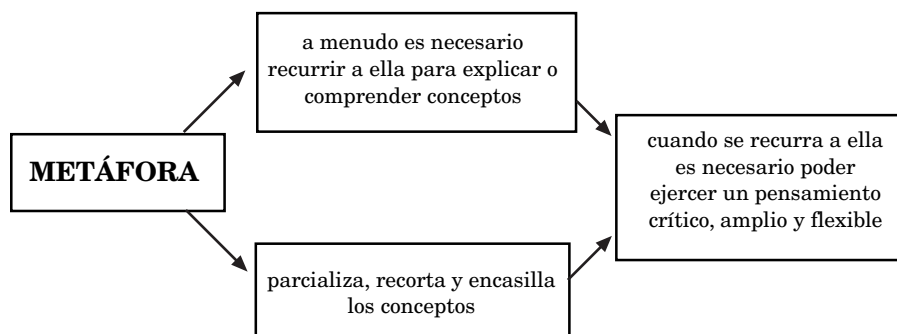 a menudo es necesario
recurrir a ella para explicar o
comprender conceptos
METÁFORA
cuando se recurra a ella
es necesario poder
ejercer un pensamiento
crítico, amplio y flexible
parcializa, recorta y encasilla
los conceptos